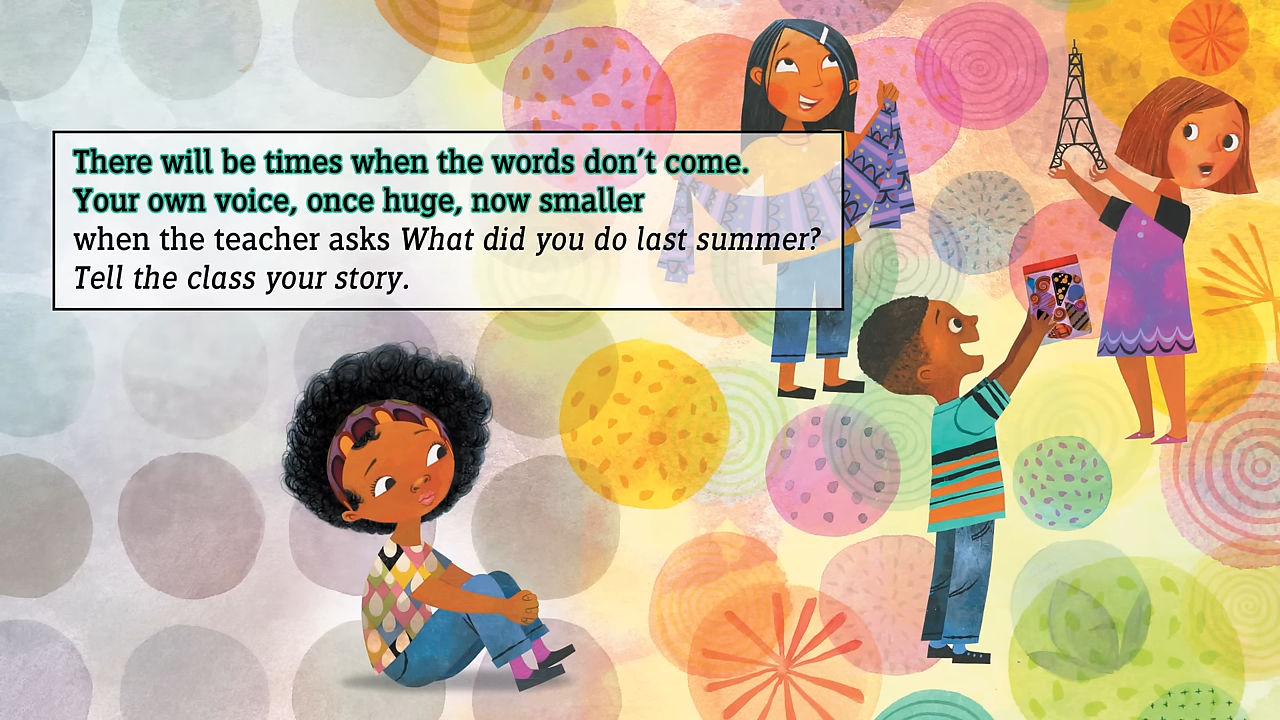 There will be times when the words don’t come.
Your own voice, once huge, now smaller
when the teacher asks What did you do last summer?
Tell the class your story.